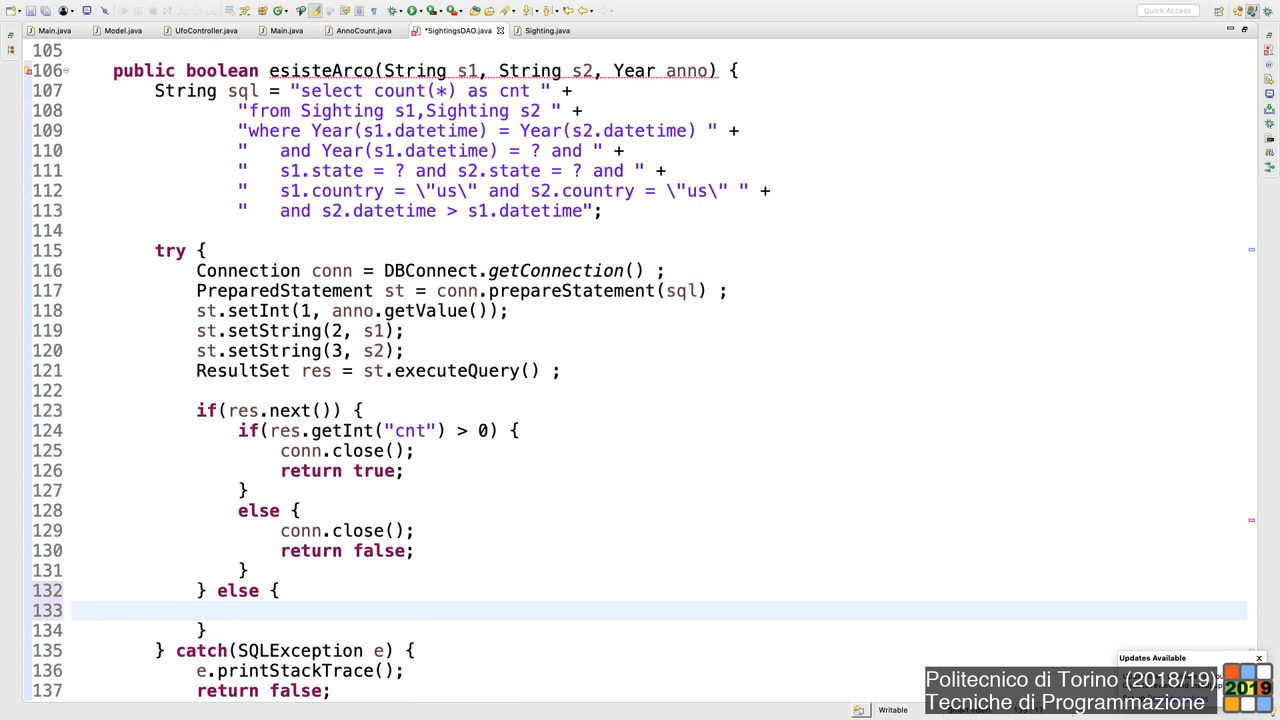 Quick Access
Main.java Model.java UfoController.java Main.java AnnoCount.java *SightingsDAO.java Sighting.java
105
106 public boolean esisteArco(String s1, String s2, Year anno) {
107 String sql = "select count(*) as cnt " +
108 "from Sighting s1,Sighting s2 " +
109 "where Year(s1.datetime) = Year(s2.datetime) " +
110 " and Year(s1.datetime) = ? and " +
111 " s1.state = ? and s2.state = ? and " +
112 " s1.country = \"us\" and s2.country = \"us\" " +
113 " and s2.datetime > s1.datetime";
114
115 try {
116 Connection conn = DBConnect.getConnection() ;
117 PreparedStatement st = conn.prepareStatement(sql) ;
118 st.setInt(1, anno.getValue());
119 st.setString(2, s1);
120 st.setString(3, s2);
121 ResultSet res = st.executeQuery() ;
122
123 if(res.next()) {
124 if(res.getInt("cnt") > 0) {
125 conn.close();
126 return true;
127 }
128 else {
129 conn.close();
130 return false;
131 }
132 } else {
133
134 }
135 } catch(SQLException e) {
136 e.printStackTrace();
137 return false;
Updates Available
Politecnico di Torino (2018/19)
Tecniche di Programmazione
2019
Writable